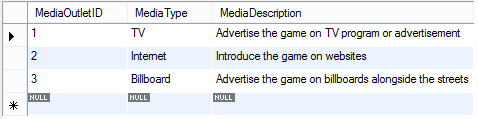 MediaOutletID MediaType MediaDescription
1 TV Advertise the game on TV program or advertisement
2 Internet Introduce the game on websites
3 Billboard Advertise the game on billboards alongside the streets
NULL NULL NULL